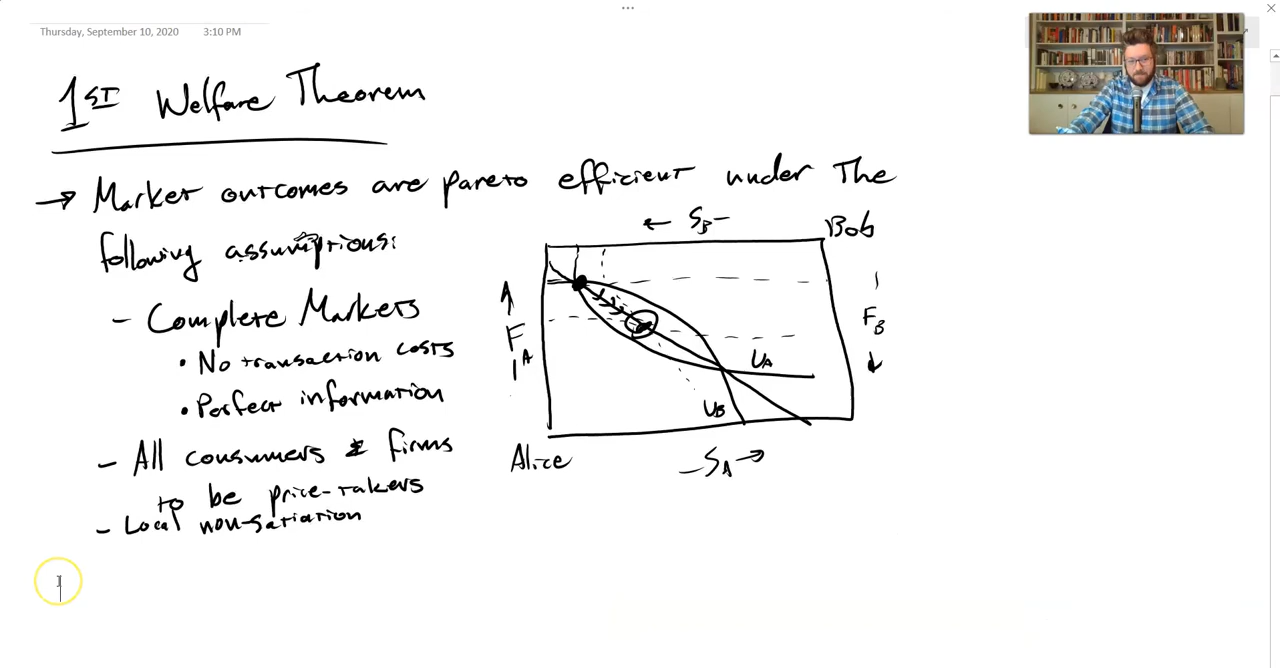 Thursday, September 10, 2020 3:10 PM
1ST Welfare Theorem
→ Market outcomes are pareto efficient under The
following assumptions:
- Complete Markets
• No transaction costs
• Perfect information
- All consumers & firms
to be price-takers
- Local non-satiation
← SB –
Bob
FA
FB
UA
UB
Alice
– SA →